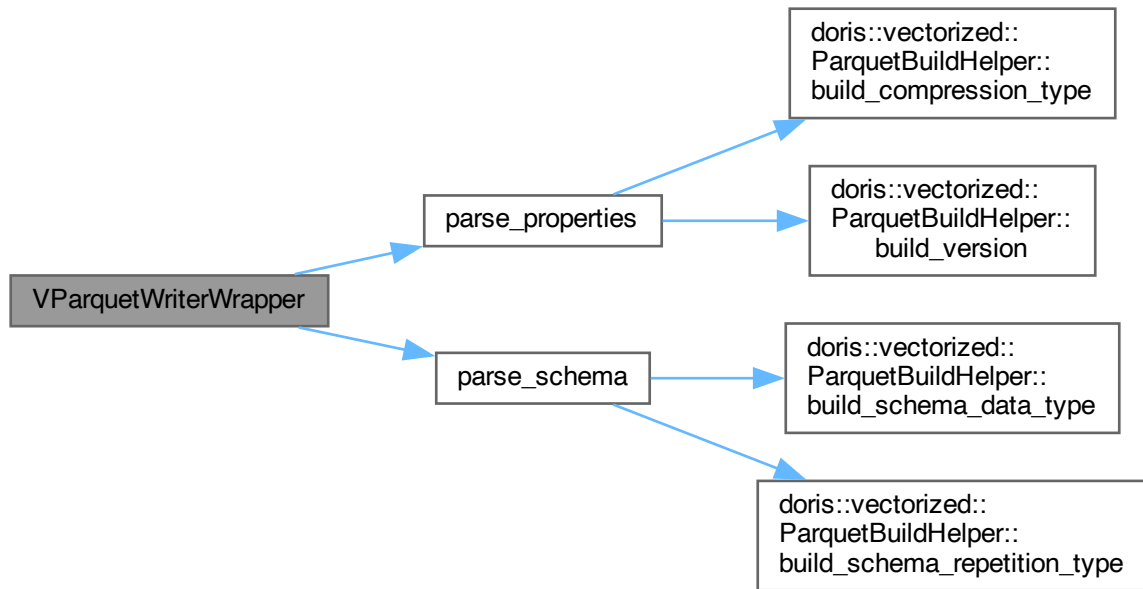 doris::vectorized::
ParquetBuildHelper::
build_compression_type
parse_properties
doris::vectorized::
ParquetBuildHelper::
build_version
VParquetWriterWrapper
parse_schema
doris::vectorized::
ParquetBuildHelper::
build_schema_data_type
doris::vectorized::
ParquetBuildHelper::
build_schema_repetition_type